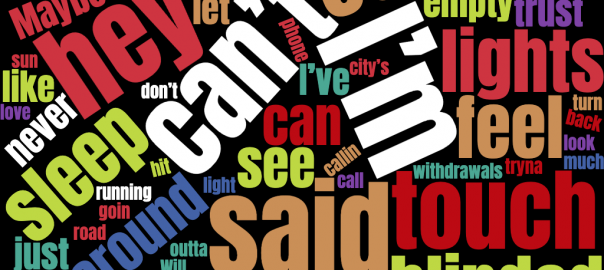 Maybe
hey
let
can't
phone
I'm
empty
trust
sun
like
love
never
don't
I've
city's
lights
sleep
hit
can
see
callin
call
feel
turn
back
look
much
withdrawals
tryna
running
goin
road
around
light
said
touch
just
outta
will
blinded